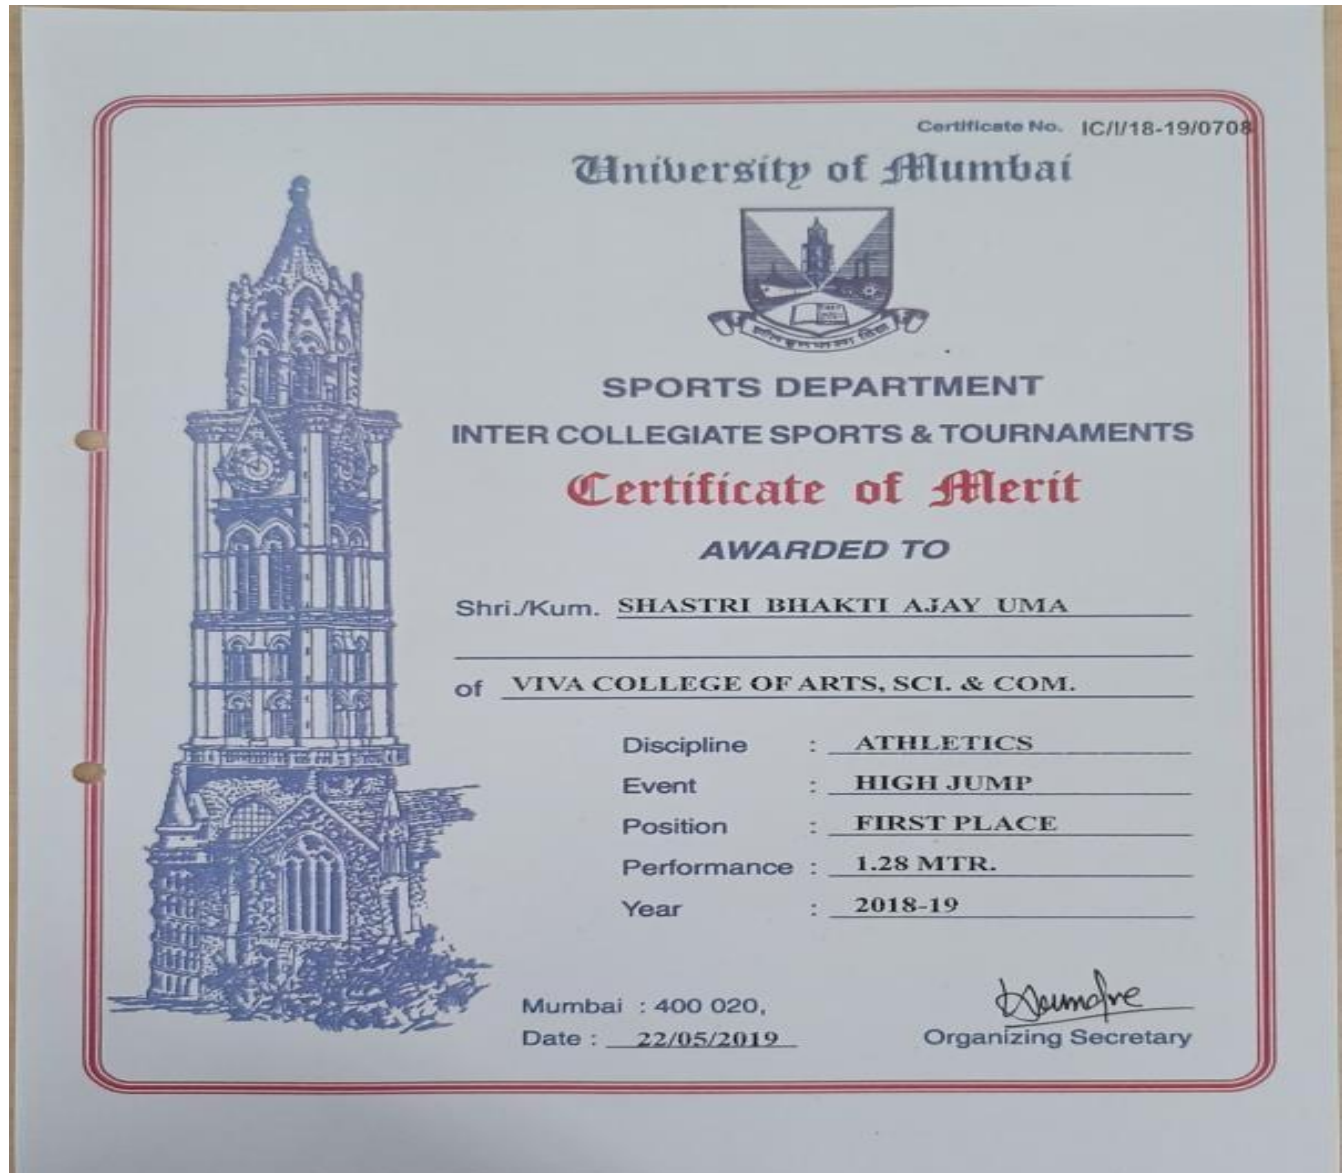 Certificate No. IC/I/18-19/0708
University of Mumbai
SPORTS DEPARTMENT
INTER COLLEGIATE SPORTS & TOURNAMENTS
Certificate of Merit
AWARDED TO
Shri./Kum. SHASTRI BHAKTI AJAY UMA
of VIVA COLLEGE OF ARTS, SCI. & COM.
Discipline : ATHLETICS
Event : HIGH JUMP
Position : FIRST PLACE
Performance : 1.28 MTR.
Year : 2018-19
Mumbai : 400 020,
Date : 22/05/2019
Organizing Secretary